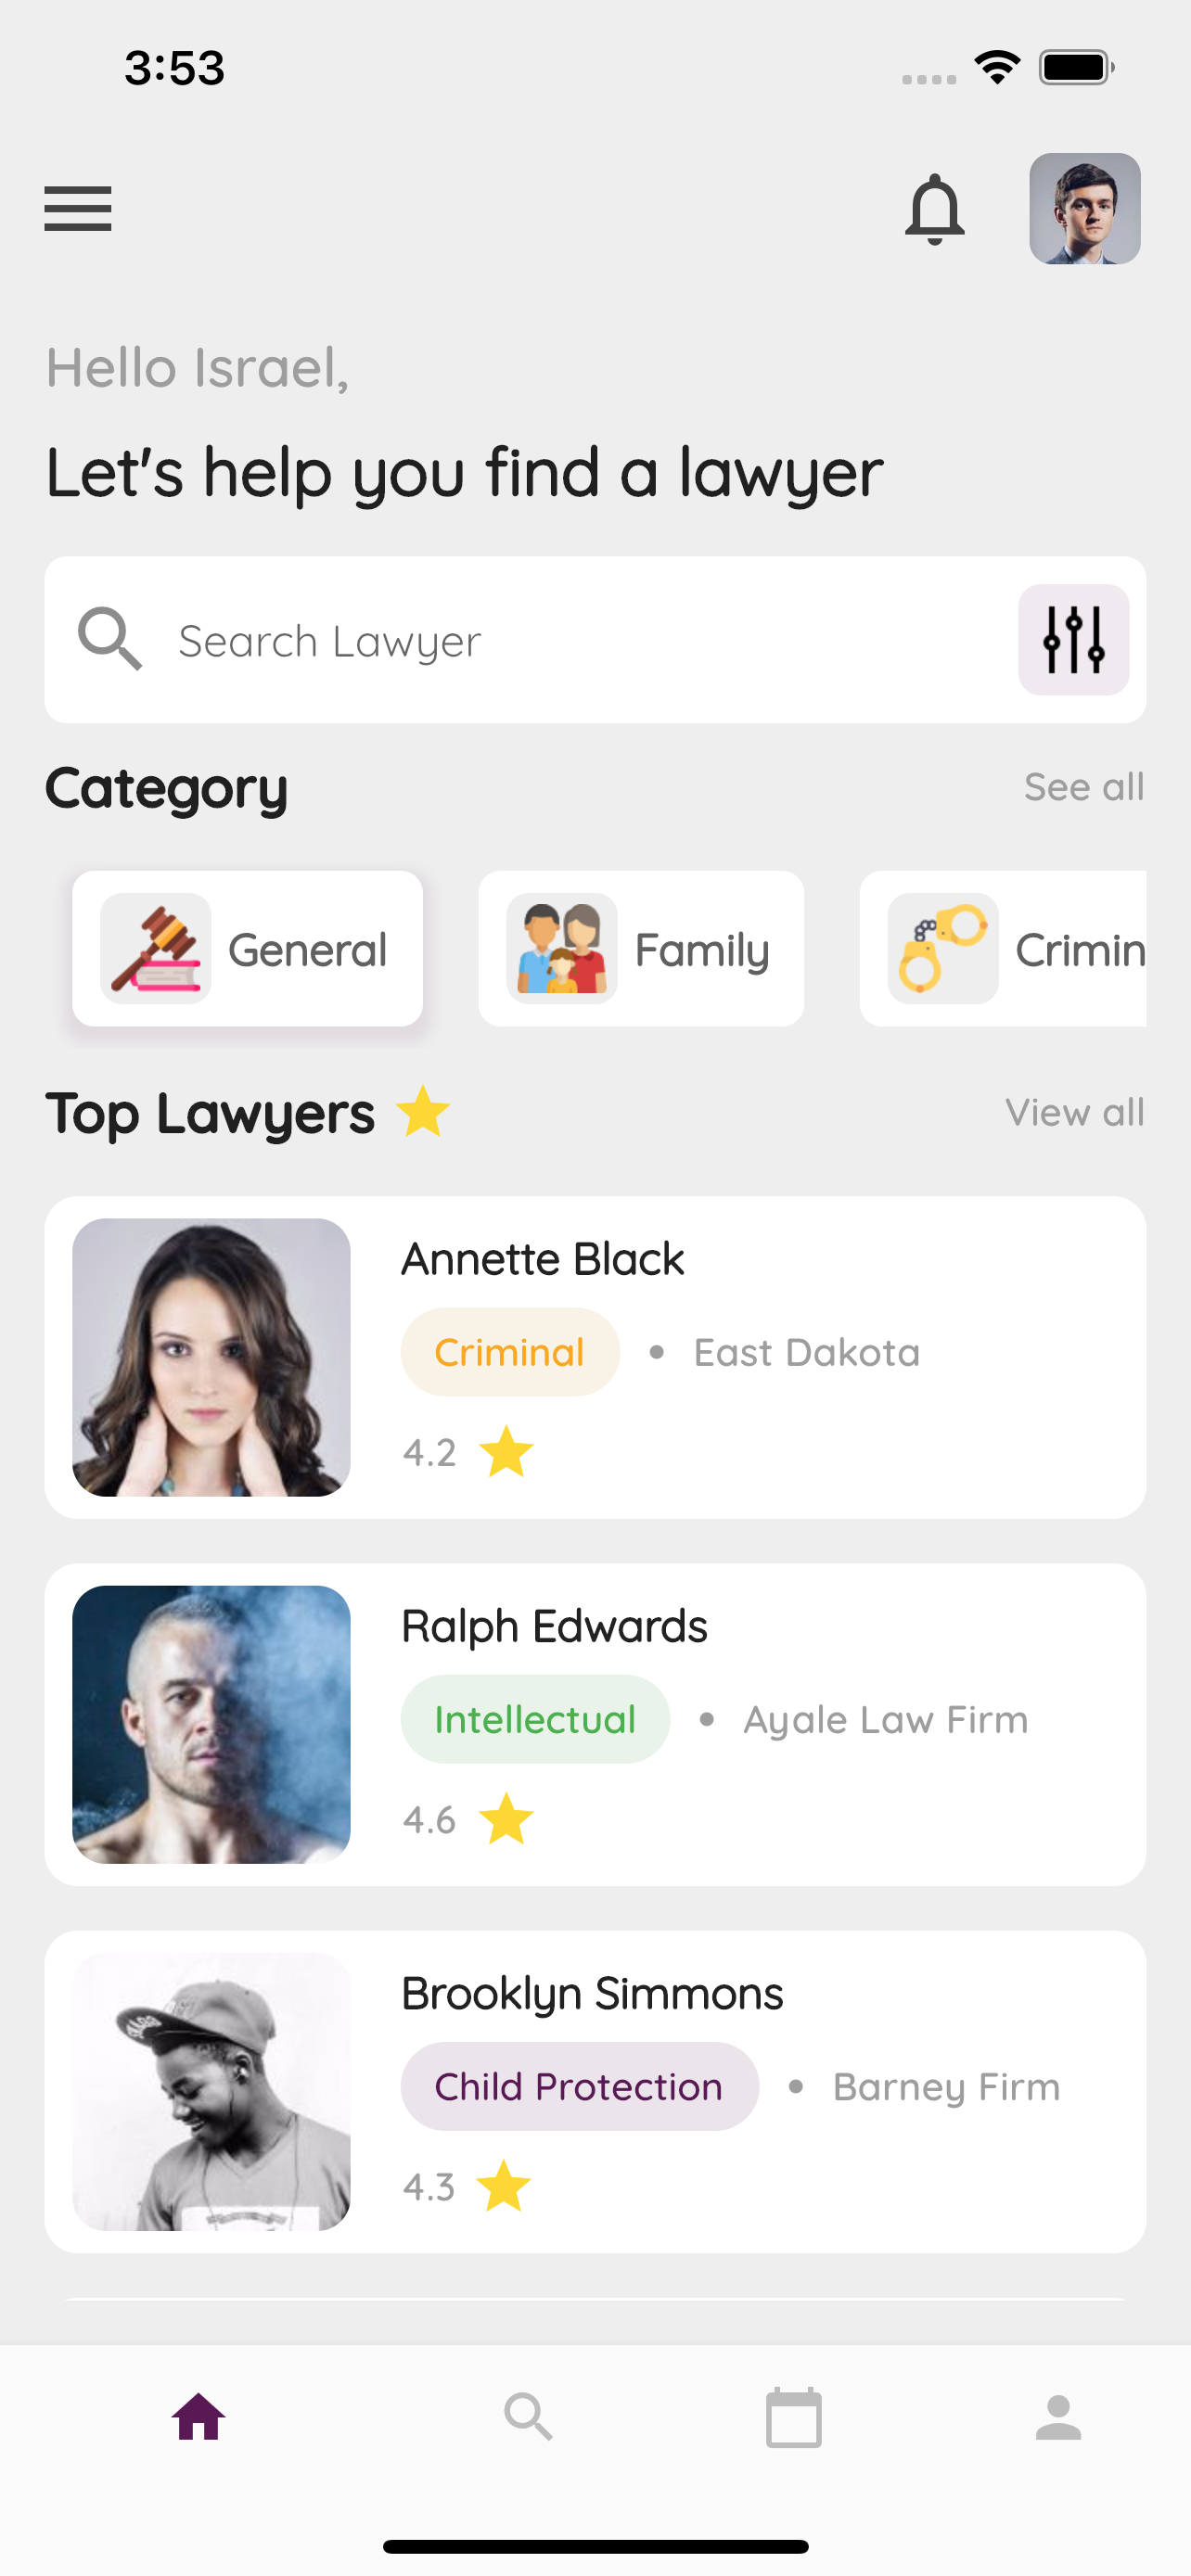 3:53
Hello Israel,
Let's help you find a lawyer
Search Lawyer
Category
See all
General
Family
Crimin
Top Lawyers
View all
Annette Black
Criminal • East Dakota
4.2
Ralph Edwards
Intellectual • Ayale Law Firm
4.6
Brooklyn Simmons
Child Protection • Barney Firm
4.3